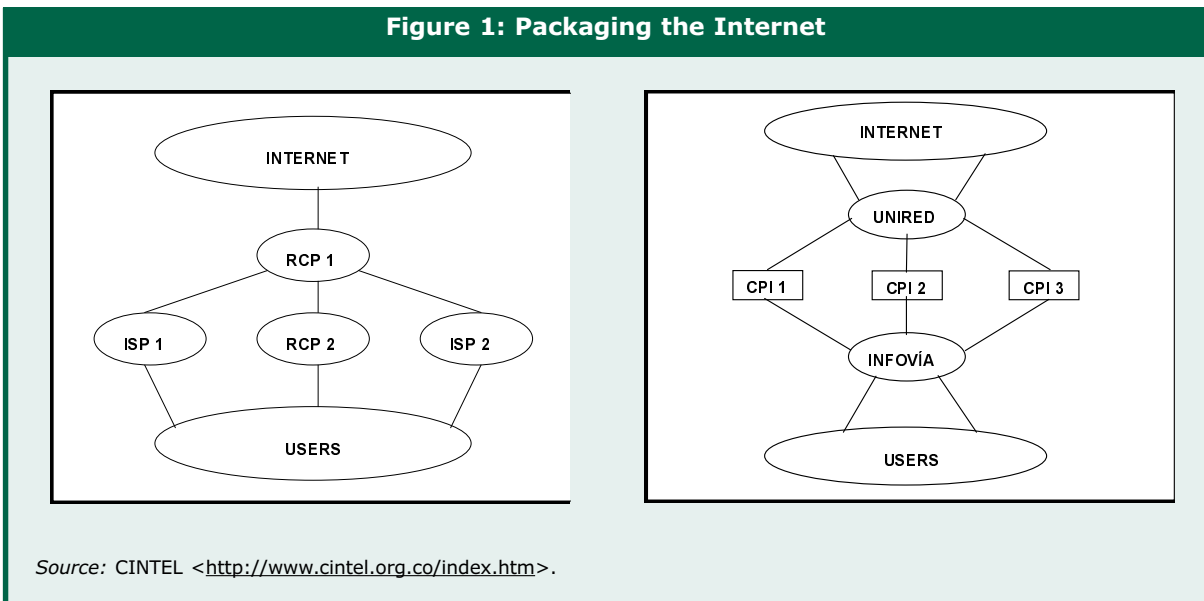 Figure 1: Packaging the Internet
INTERNET
RCP 1
ISP 1
RCP 2
ISP 2
USERS
INTERNET
UNIRED
CPI 1
CPI 2
CPI 3
INFOVÍA
USERS
Source: CINTEL <http://www.cintel.org.co/index.htm>.